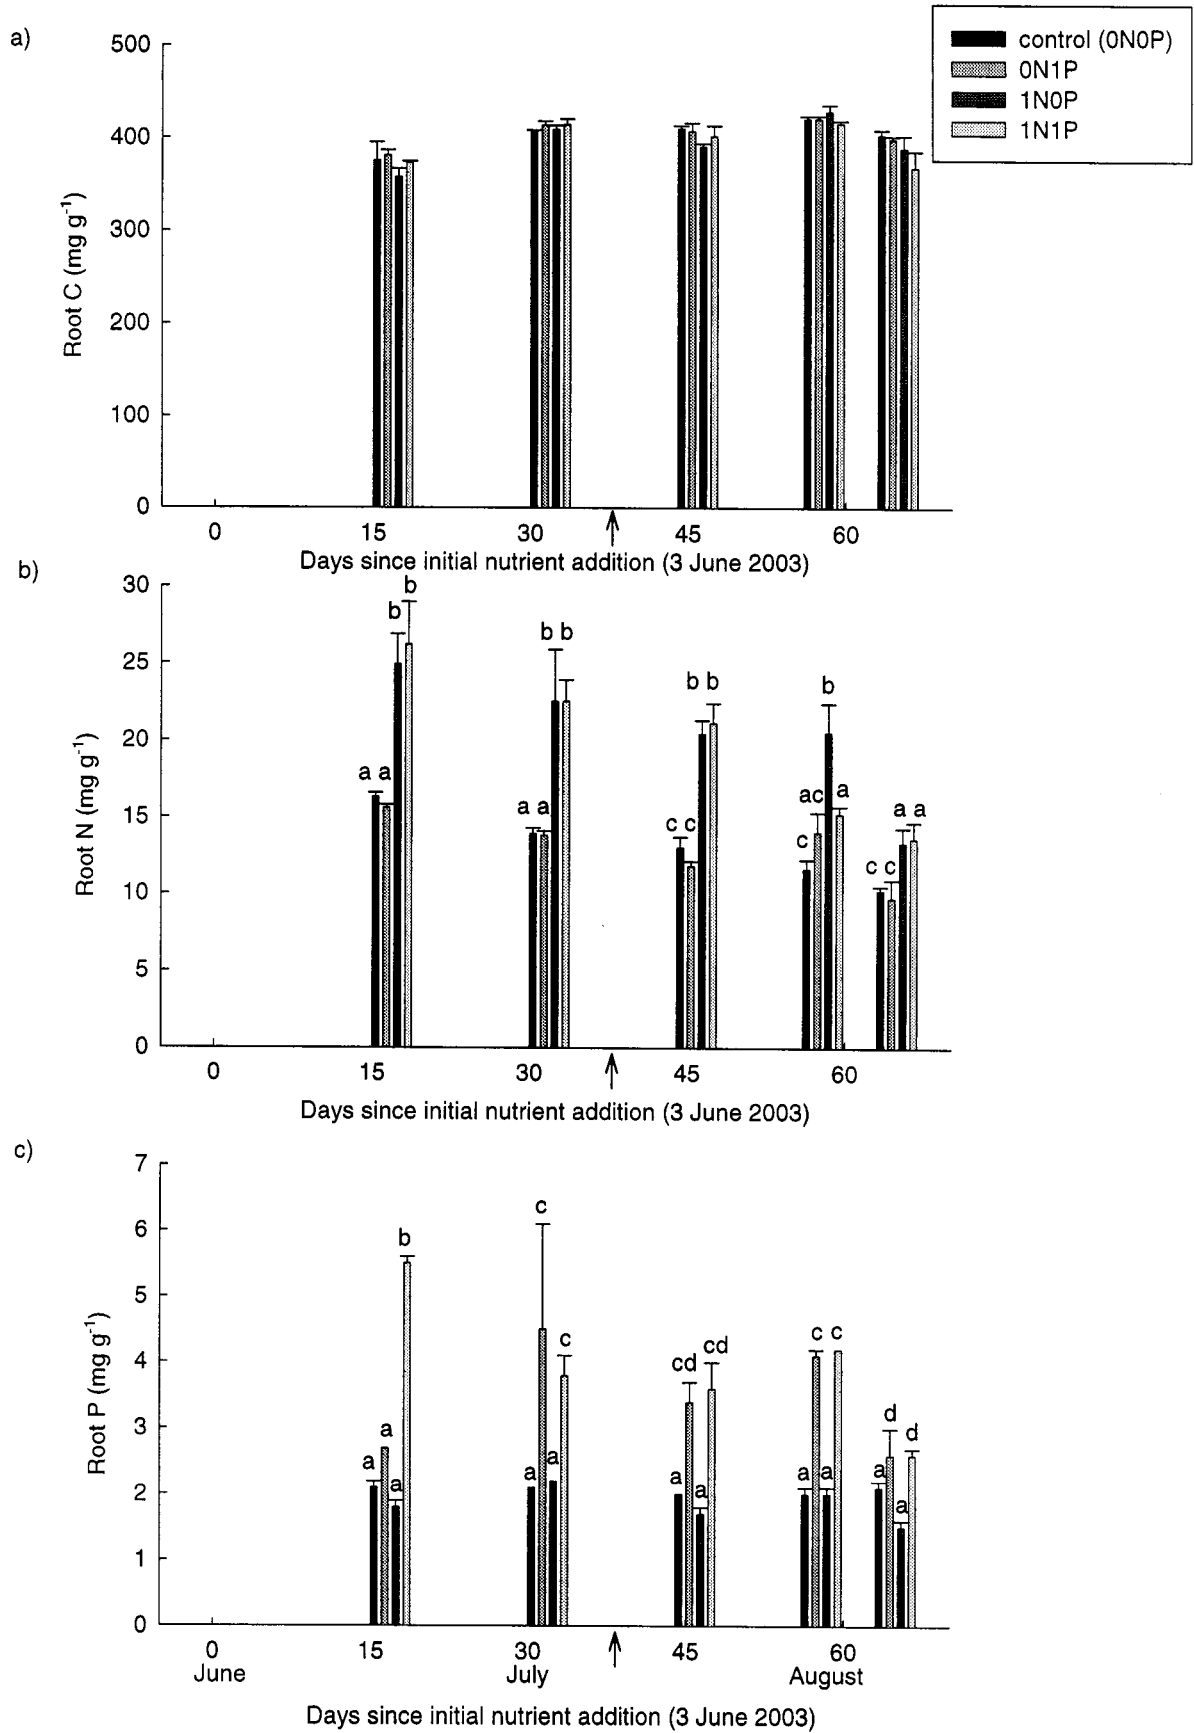 a)
control (0N0P)
0N1P
1N0P
1N1P
500
400
300
200
100
0
Root C (mg g⁻¹)
0 15 30 45 60
Days since initial nutrient addition (3 June 2003)
b)
30
25
20
15
10
5
0
Root N (mg g⁻¹)
a a b b
a a b b
c c b b
c ac b a
c c a a
0 15 30 45 60
Days since initial nutrient addition (3 June 2003)
c)
7
6
5
4
3
2
1
0
Root P (mg g⁻¹)
a a a b
a c a c
a cd a cd
a c a c
a d a d
0 15 30 45 60
June July August
Days since initial nutrient addition (3 June 2003)